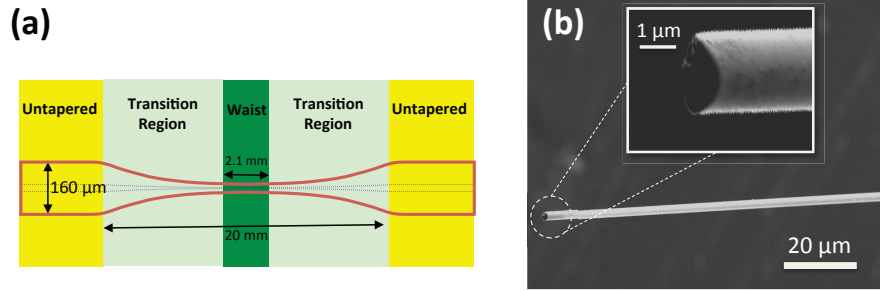 (a)
Untapered
Transition
Region
Waist
Transition
Region
Untapered
2.1 mm
160 µm
20 mm
(b)
1 µm
20 µm